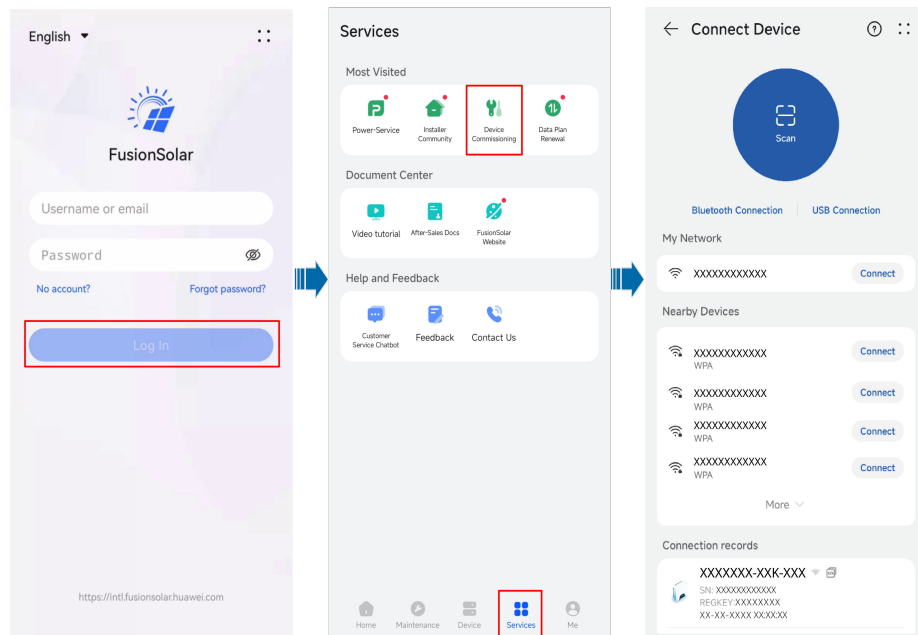 English
FusionSolar
Username or email
Password
No account?
Forgot password?
Log In
https://intl.fusionsolar.huawei.com
Services
Most Visited
Power-Service
Installer
Community
Device
Commissioning
Data Plan
Renewal
Document Center
Video tutorial
After-Sales Docs
FusionSolar
Website
Help and Feedback
Customer
Service Chatbot
Feedback
Contact Us
Home
Maintenance
Device
Services
Me
Connect Device
Scan
Bluetooth Connection
USB Connection
My Network
XXXXXXXXXXXX
Connect
Nearby Devices
XXXXXXXXXXXX
WPA
Connect
XXXXXXXXXXXX
WPA
Connect
XXXXXXXXXXXX
WPA
Connect
XXXXXXXXXXXX
WPA
Connect
More
Connection records
XXXXXXX-XXK-XXX
SN: XXXXXXXXXXXX
REGKEY:XXXXXXXX
XX-XX-XXXX XX:XX:XX